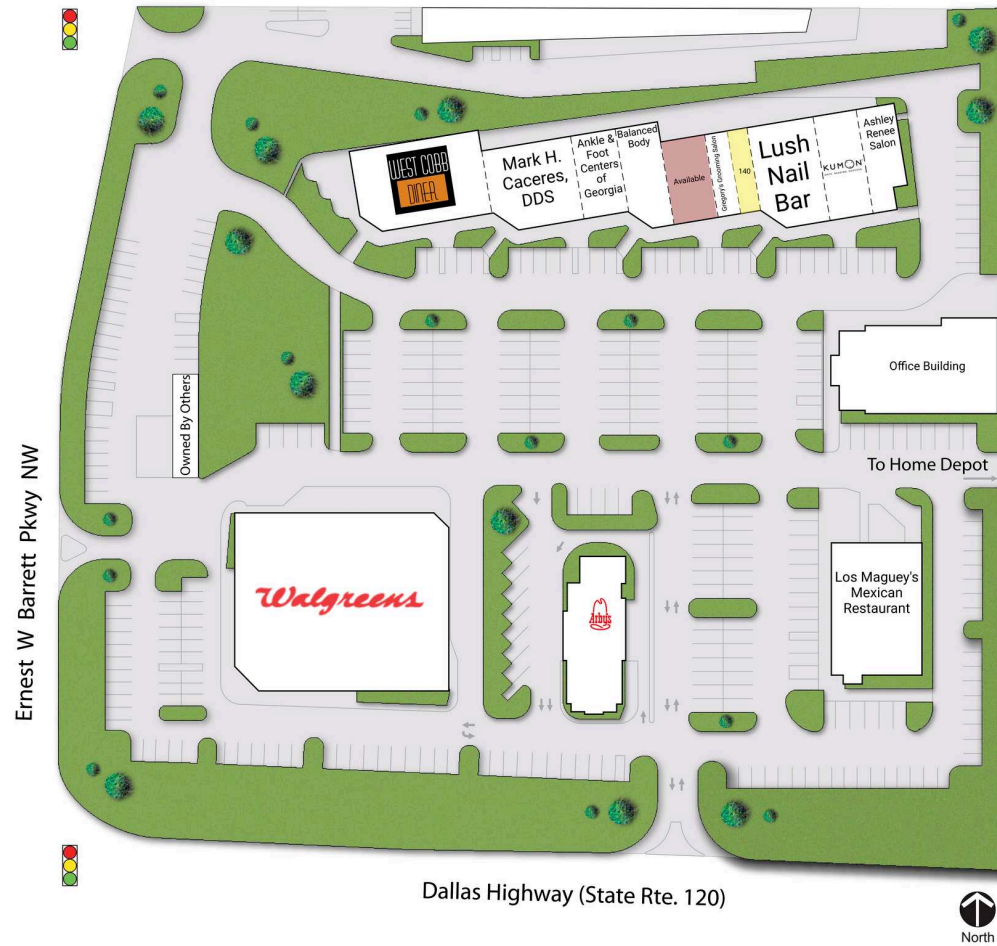 WEST COBB
DINER
Mark H.
Caceres,
DDS
Ankle &
Foot
Centers
of
Georgia
Balanced
Body
Available
Gregory's Grooming Salon
140
Lush
Nail
Bar
KUMON
Ashley
Renee
Salon
Office Building
Owned By Others
To Home Depot
Ernest W Barrett Pkwy NW
Walgreens
Arby's
Los Maguey's
Mexican
Restaurant
Dallas Highway (State Rte. 120)
North